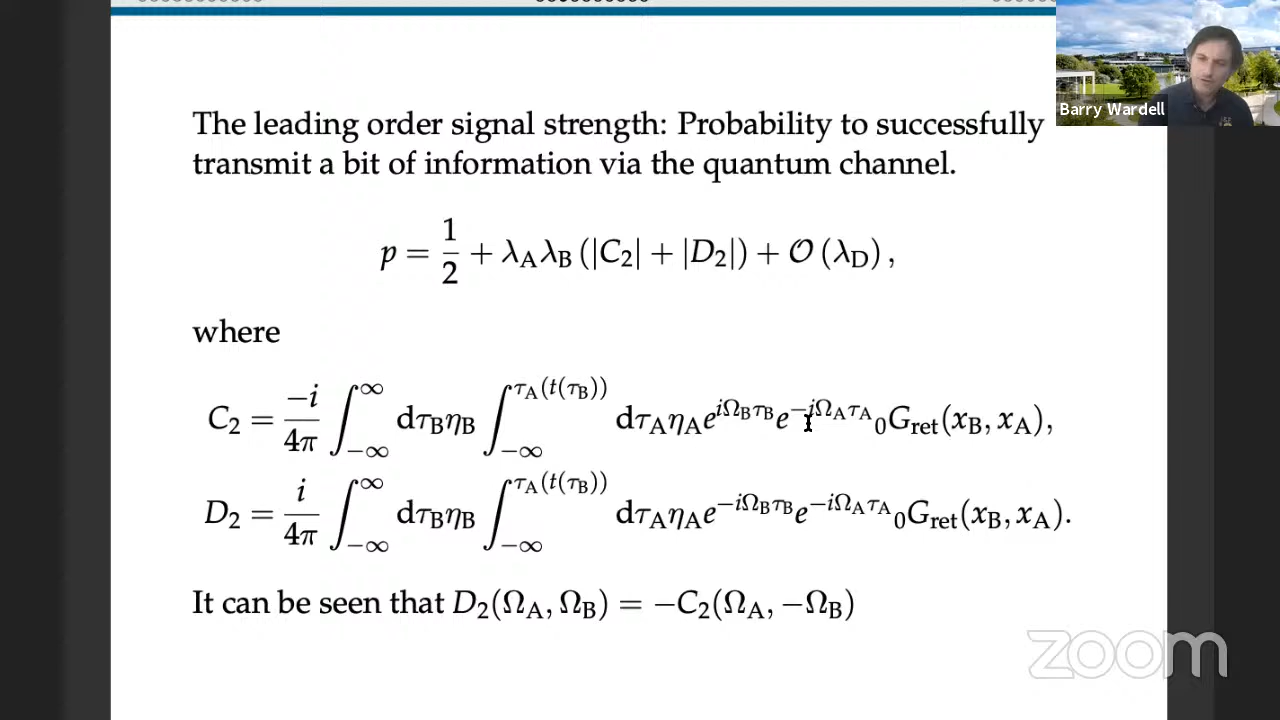 Barry Wardell
The leading order signal strength: Probability to successfully
transmit a bit of information via the quantum channel.
p = 1/2 + λ_A λ_B (|C_2| + |D_2|) + 𝒪 (λ_D) ,
where
C_2 = −i/4π ∫_{−∞}^{∞} dτ_B η_B ∫_{−∞}^{τ_A(t(τ_B))} dτ_A η_A e^{iΩ_B τ_B} e^{−iΩ_A τ_A} _0G_ret(x_B, x_A),
D_2 = i/4π ∫_{−∞}^{∞} dτ_B η_B ∫_{−∞}^{τ_A(t(τ_B))} dτ_A η_A e^{−iΩ_B τ_B} e^{−iΩ_A τ_A} _0G_ret(x_B, x_A).
It can be seen that D_2(Ω_A, Ω_B) = −C_2(Ω_A, −Ω_B)
zoom